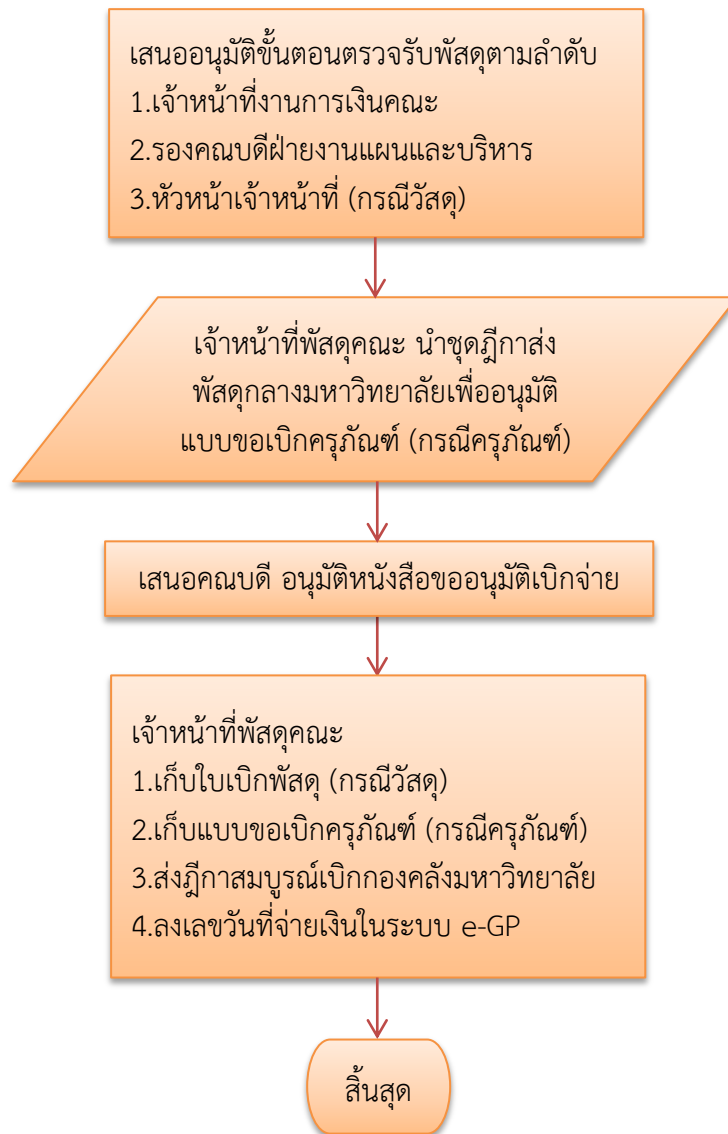 เสนออนุมัติขั้นตอนตรวจรับพัสดุตามลำดับ
1.เจ้าหน้าที่งานการเงินคณะ
2.รองคณบดีฝ่ายงานแผนและบริหาร
3.หัวหน้าเจ้าหน้าที่ (กรณีวัสดุ)
เจ้าหน้าที่พัสดุคณะ นำชุดฎีกาส่ง
พัสดุกลางมหาวิทยาลัยเพื่ออนุมัติ
แบบขอเบิกครุภัณฑ์ (กรณีครุภัณฑ์)
เสนอคณบดี อนุมัติหนังสือขออนุมัติเบิกจ่าย
เจ้าหน้าที่พัสดุคณะ
1.เก็บใบเบิกพัสดุ (กรณีวัสดุ)
2.เก็บแบบขอเบิกครุภัณฑ์ (กรณีครุภัณฑ์)
3.ส่งฎีกาสมบูรณ์เบิกกองคลังมหาวิทยาลัย
4.ลงเลขวันที่จ่ายเงินในระบบ e-GP
สิ้นสุด